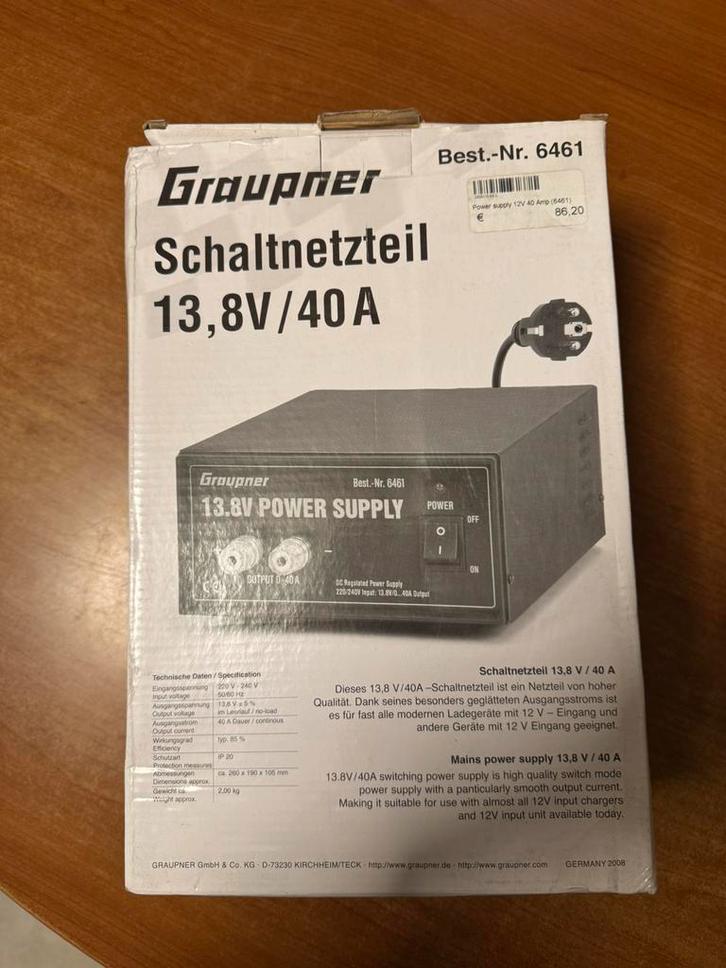 Graupner
Best.-Nr. 6461
Power supply 12V 40 Amp (6461)
€ 86,20
Schaltnetzteil
13,8V/40A
Graupner
Best.-Nr. 6461
13.8V POWER SUPPLY
POWER
OFF
O
I
ON
+
–
OUTPUT 0-40A
DC Regulated Power Supply
220/240V Input: 13.8V/0...40A Output
Technische Daten / Specification
Eingangsspannung 220 V - 240 V
Input voltage 50/60 Hz
Ausgangsspannung 13,8 V ± 5 %
Output voltage im Leerlauf / no-load
Ausgangsstrom 40 A Dauer / continous
Output current
Wirkungsgrad typ. 85 %
Efficiency
Schutzart IP 20
Protection measures
Abmessungen ca. 260 x 190 x 105 mm
Dimensions approx.
Gewicht ca. 2,00 kg
Weight approx.
Schaltnetzteil 13,8 V / 40 A
Dieses 13,8 V/40A –Schaltnetzteil ist ein Netzteil von hoher
Qualität. Dank seines besonders geglätteten Ausgangsstroms ist
es für fast alle modernen Ladegeräte mit 12 V – Eingang und
andere Geräte mit 12 V Eingang geeignet.
Mains power supply 13,8 V / 40 A
13.8V/40A switching power supply is high quality switch mode
power supply with a panticularly smooth output current.
Making it suitable for use with almost all 12V input chargers
and 12V input unit available today.
GRAUPNER GmbH & Co. KG · D-73230 KIRCHHEIM/TECK · http://www.graupner.de - http://www.graupner.com GERMANY 2008